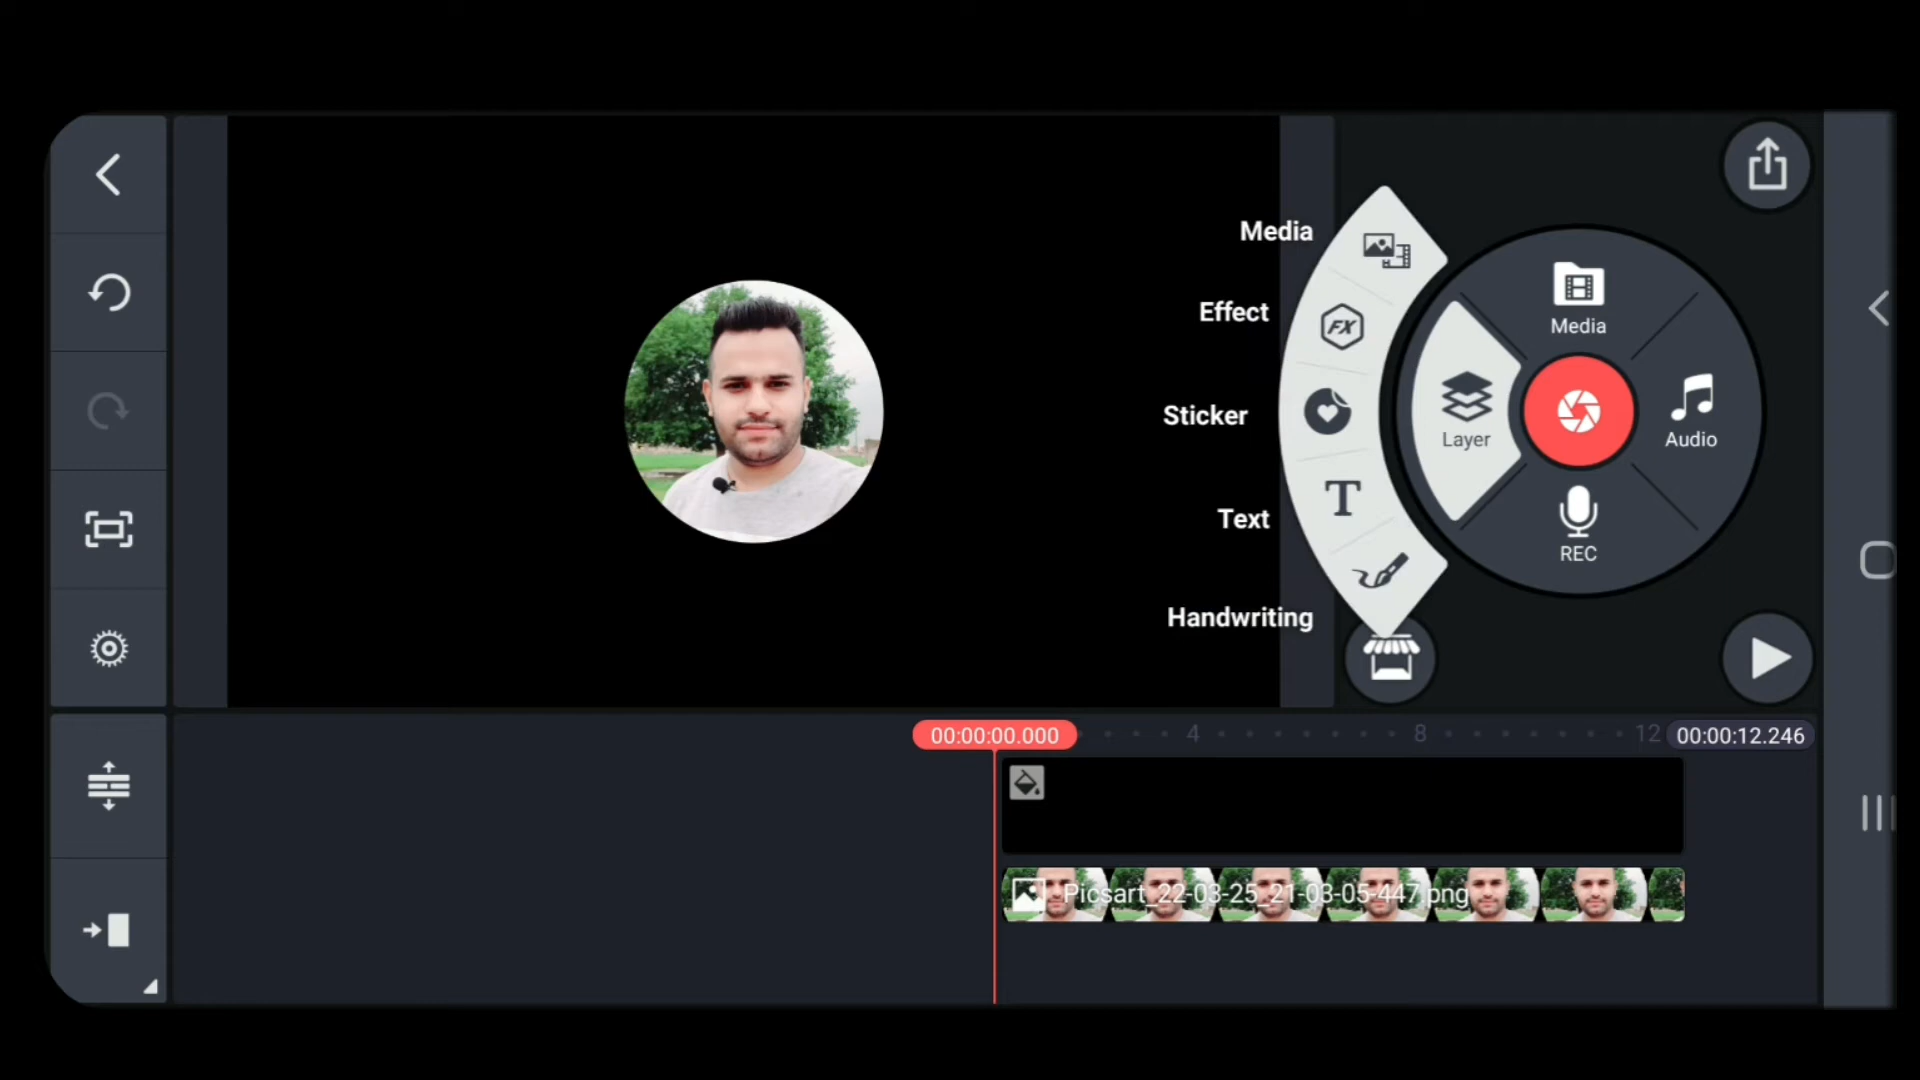 Media
Effect
Sticker
Text
Handwriting
FX
T
Media
Layer
Audio
REC
00:00:00.000
4
8
12
00:00:12.246
Picsart_22-03-25_21-03-05-447.png